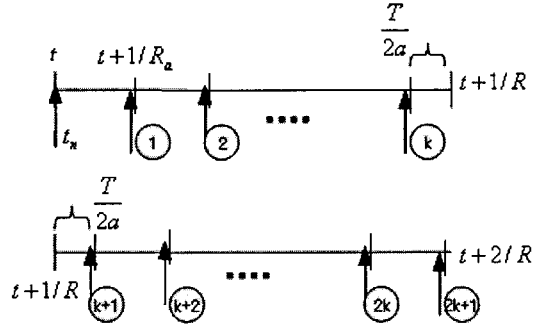 T
2a
t
t+1/R_a
t+1/R
t_n
1
2
....
k
T
2a
t+2/R
t+1/R
....
k+1
k+2
2k
2k+1